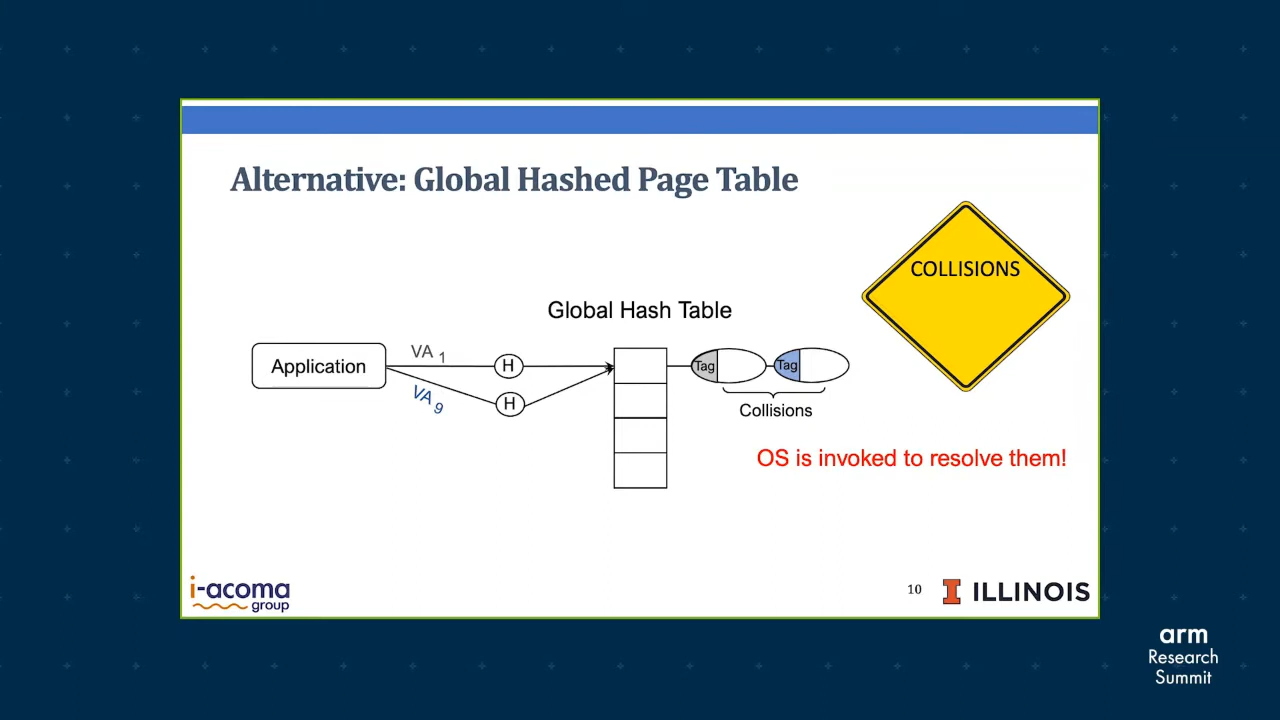 Alternative: Global Hashed Page Table
COLLISIONS
Global Hash Table
Application
VA 1
H
Tag
Tag
VA 9
H
Collisions
OS is invoked to resolve them!
i-acoma
group
10
I ILLINOIS
arm
Research
Summit